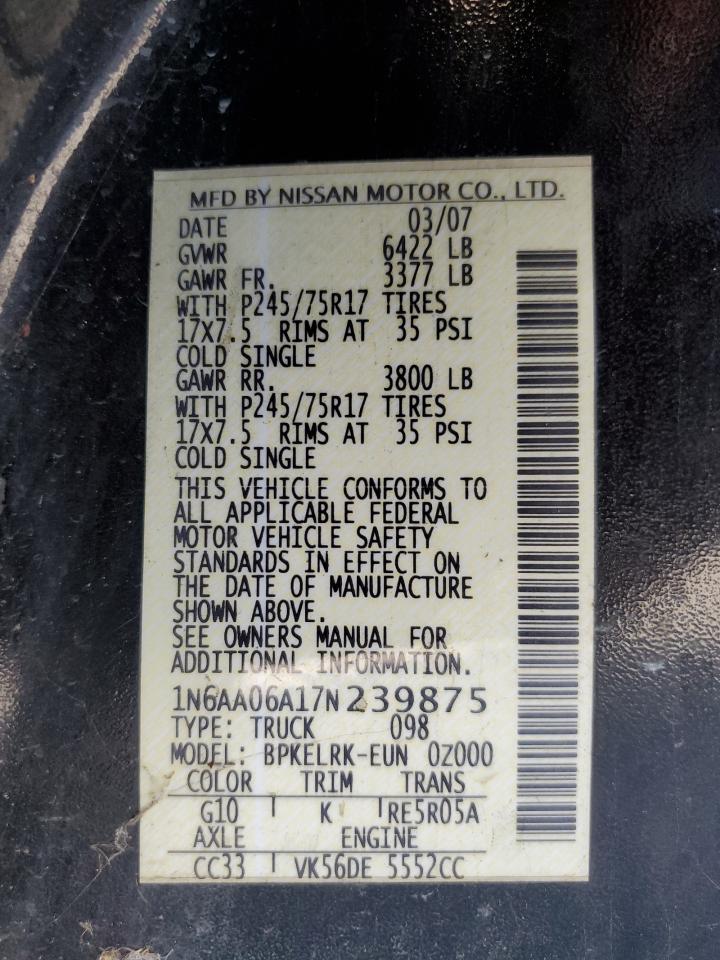 MFD BY NISSAN MOTOR CO., LTD.
DATE 03/07
GVWR 6422 LB
GAWR FR. 3377 LB
WITH P245/75R17 TIRES
17X7.5 RIMS AT 35 PSI
COLD SINGLE
GAWR RR. 3800 LB
WITH P245/75R17 TIRES
17X7.5 RIMS AT 35 PSI
COLD SINGLE
THIS VEHICLE CONFORMS TO
ALL APPLICABLE FEDERAL
MOTOR VEHICLE SAFETY
STANDARDS IN EFFECT ON
THE DATE OF MANUFACTURE
SHOWN ABOVE.
SEE OWNERS MANUAL FOR
ADDITIONAL INFORMATION.
1N6AA06A17N239875
TYPE: TRUCK 098
MODEL: BPKELRK-EUN 0Z000
COLOR TRIM TRANS
G10 K RE5R05A
AXLE ENGINE
CC33 VK56DE 5552CC